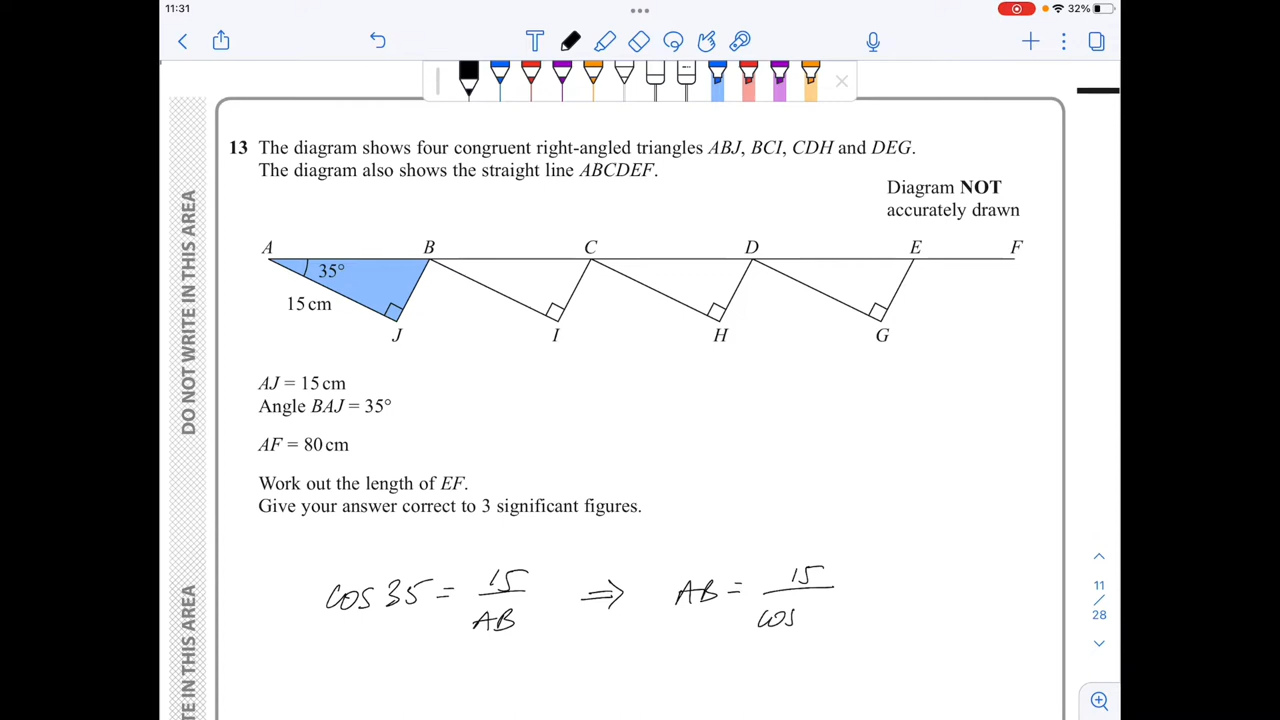 11:31
32%
13 The diagram shows four congruent right-angled triangles ABJ, BCI, CDH and DEG.
The diagram also shows the straight line ABCDEF.
Diagram NOT
accurately drawn
A B C D E F
35°
15 cm
J I H G
AJ = 15 cm
Angle BAJ = 35°
AF = 80 cm
Work out the length of EF.
Give your answer correct to 3 significant figures.
cos 35 = 15/AB ⇒ AB = 15/cos
DO NOT WRITE IN THIS AREA
TE IN THIS AREA
11
/
28